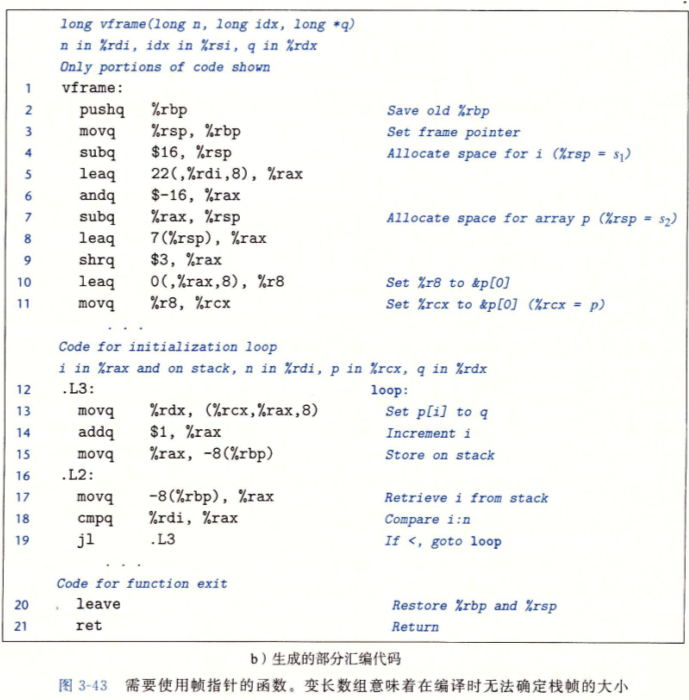 long vframe(long n, long idx, long *q)
n in %rdi, idx in %rsi, q in %rdx
Only portions of code shown
1 vframe:
2 pushq %rbp Save old %rbp
3 movq %rsp, %rbp Set frame pointer
4 subq $16, %rsp Allocate space for i (%rsp = s₁)
5 leaq 22(,%rdi,8), %rax
6 andq $-16, %rax
7 subq %rax, %rsp Allocate space for array p (%rsp = s₂)
8 leaq 7(%rsp), %rax
9 shrq $3, %rax
10 leaq 0(,%rax,8), %r8 Set %r8 to &p[0]
11 movq %r8, %rcx Set %rcx to &p[0] (%rcx = p)
. . .
Code for initialization loop
i in %rax and on stack, n in %rdi, p in %rcx, q in %rdx
12 .L3: loop:
13 movq %rdx, (%rcx,%rax,8) Set p[i] to q
14 addq $1, %rax Increment i
15 movq %rax, -8(%rbp) Store on stack
16 .L2:
17 movq -8(%rbp), %rax Retrieve i from stack
18 cmpq %rdi, %rax Compare i:n
19 jl .L3 If <, goto loop
. . .
Code for function exit
20 leave Restore %rbp and %rsp
21 ret Return
b）生成的部分汇编代码
图 3-43 需要使用帧指针的函数。变长数组意味着在编译时无法确定栈帧的大小